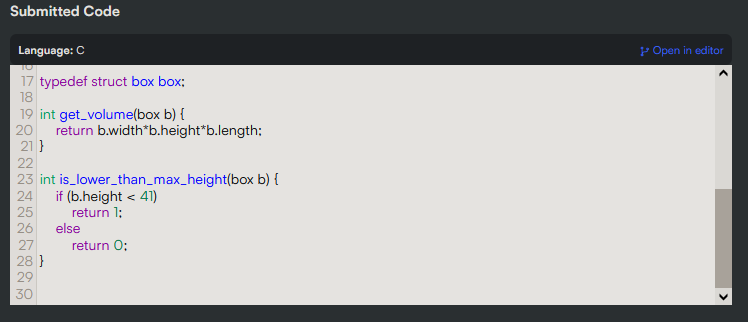 Submitted Code
Language: C
Open in editor
16
17 typedef struct box box;
18
19 int get_volume(box b) {
20 return b.width*b.height*b.length;
21 }
22
23 int is_lower_than_max_height(box b) {
24 if (b.height < 41)
25 return 1;
26 else
27 return 0;
28 }
29
30